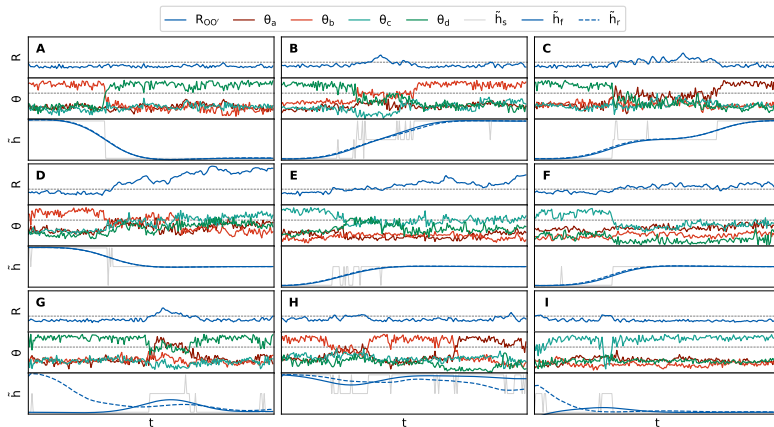 R_OO′ θ_a θ_b θ_c θ_d h̃_s h̃_f h̃_r
A B C
R
θ
h̃
D E F
R
θ
h̃
G H I
R
θ
h̃
t t t